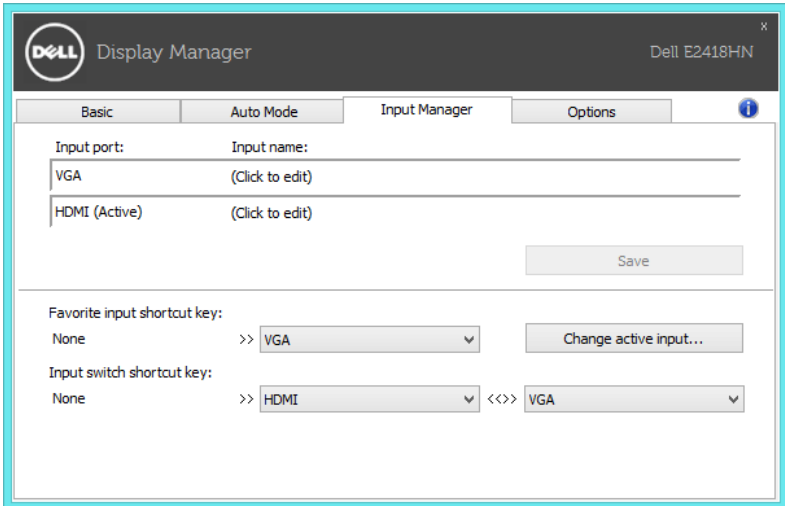 x
DELL Display Manager Dell E2418HN
Basic Auto Mode Input Manager Options i
Input port: Input name:
VGA (Click to edit)
HDMI (Active) (Click to edit)
Save
Favorite input shortcut key:
None >> VGA Change active input...
Input switch shortcut key:
None >> HDMI <<>> VGA